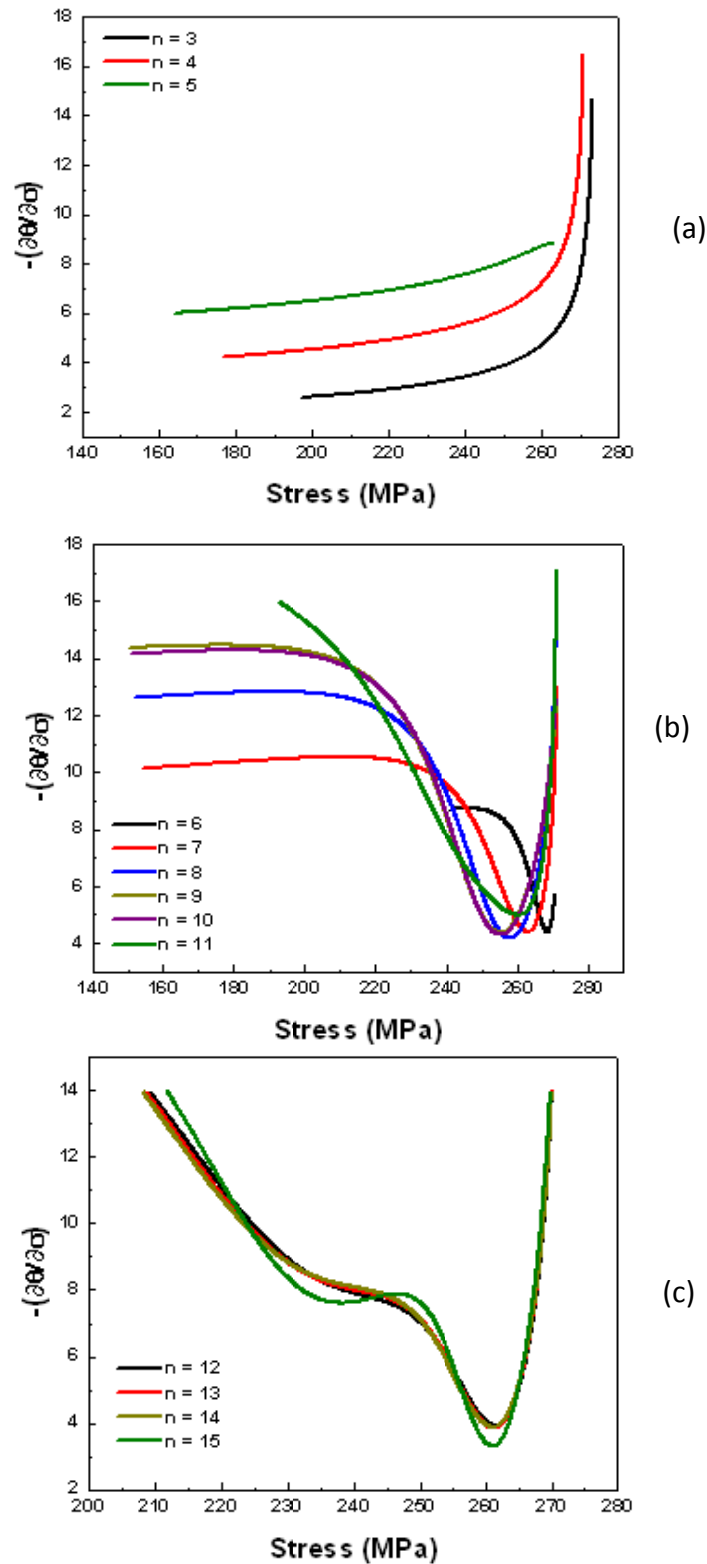 18
16
14
12
10
8
6
4
2
-(∂θ/∂σ)
n = 3
n = 4
n = 5
(a)
140 160 180 200 220 240 260 280
Stress (MPa)
18
16
14
12
10
8
6
4
-(∂θ/∂σ)
n = 6
n = 7
n = 8
n = 9
n = 10
n = 11
(b)
140 160 180 200 220 240 260 280
Stress (MPa)
14
12
10
8
6
4
2
-(∂θ/∂σ)
n = 12
n = 13
n = 14
n = 15
(c)
200 210 220 230 240 250 260 270 280
Stress (MPa)